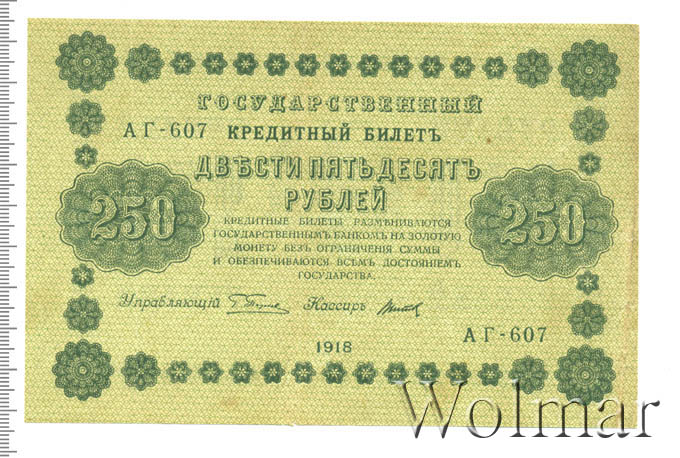 ГОСУДАРСТВЕННЫЙ
АГ-607 КРЕДИТНЫЙ БИЛЕТЪ
ДВѢСТИ ПЯТЬДЕСЯТЪ
РУБЛЕЙ
250 250
КРЕДИТНЫЕ БИЛЕТЫ РАЗМѢНИВАЮТСЯ
ГОСУДАРСТВЕННЫМЪ БАНКОМЪ НА ЗОЛОТУЮ
МОНЕТУ БЕЗЪ ОГРАНИЧЕНІЯ СУММЫ
И ОБЕЗПЕЧИВАЮТСЯ ВСѢМЪ ДОСТОЯНІЕМЪ
ГОСУДАРСТВА.
Управляющій Кассиръ
АГ-607
1918
Wolmar